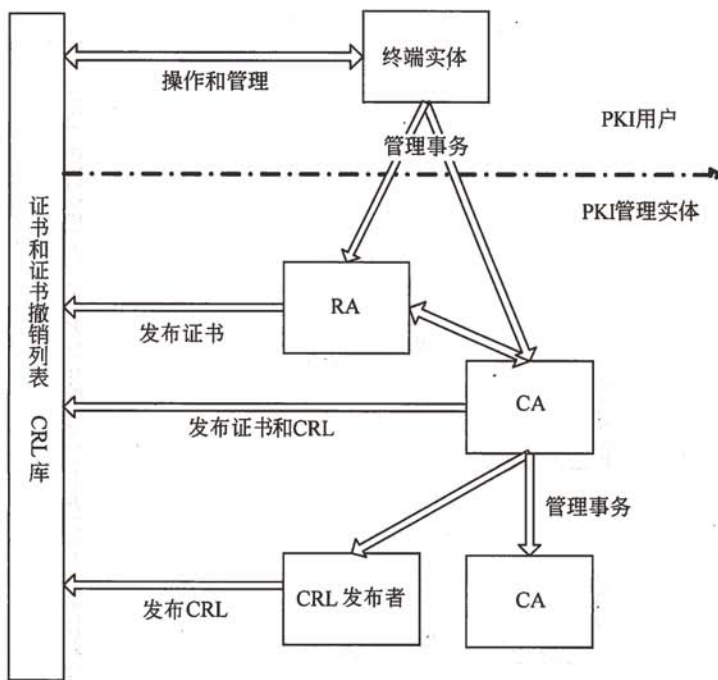 终端实体
操作和管理
PKI用户
管理事务
PKI管理实体
证书和证书撤销列表 CRL库
RA
发布证书
CA
发布证书和CRL
管理事务
CRL发布者
CA
发布CRL